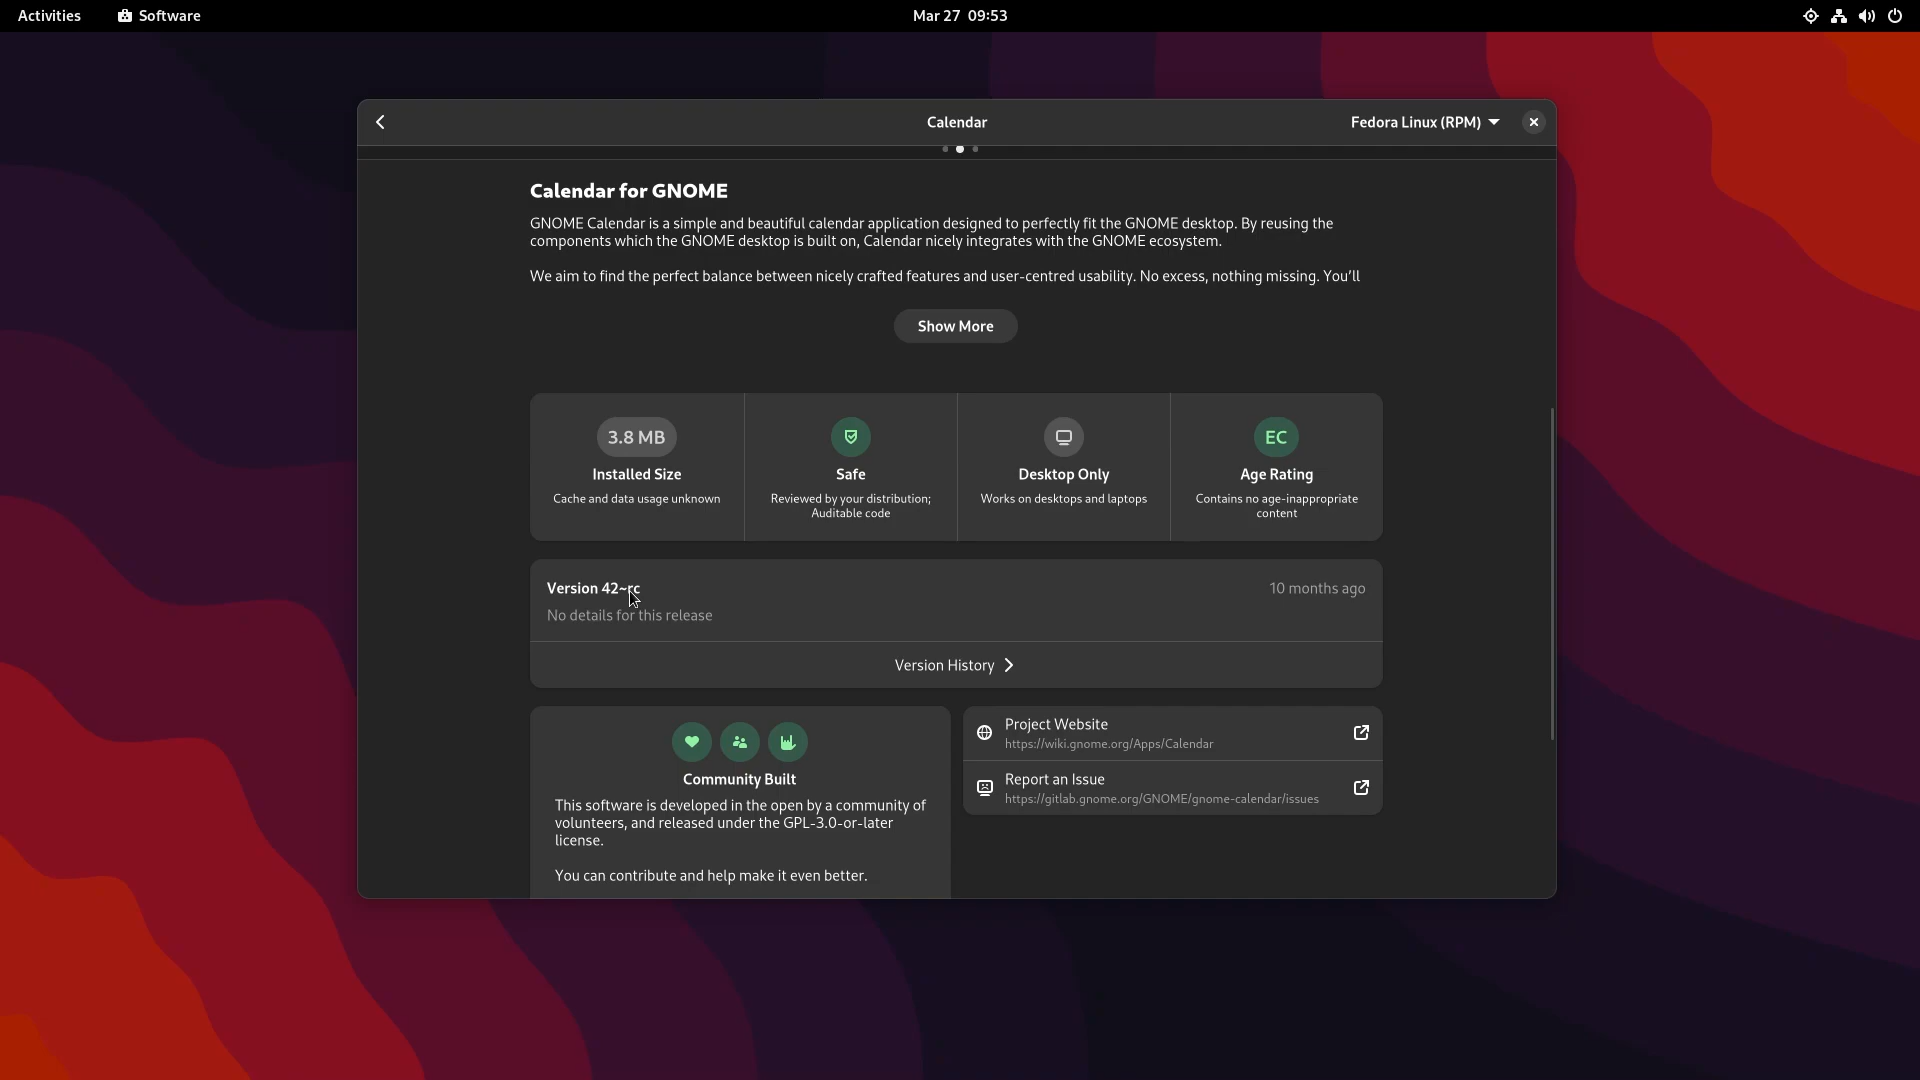 Activities
Software
Mar 27 09:53
Calendar
Fedora Linux (RPM)
Calendar for GNOME
GNOME Calendar is a simple and beautiful calendar application designed to perfectly fit the GNOME desktop. By reusing the
components which the GNOME desktop is built on, Calendar nicely integrates with the GNOME ecosystem.
We aim to find the perfect balance between nicely crafted features and user-centred usability. No excess, nothing missing. You’ll
Show More
3.8 MB
Installed Size
Cache and data usage unknown
Safe
Reviewed by your distribution;
Auditable code
Desktop Only
Works on desktops and laptops
EC
Age Rating
Contains no age-inappropriate
content
Version 42~rc
10 months ago
No details for this release
Version History
Community Built
This software is developed in the open by a community of
volunteers, and released under the GPL-3.0-or-later
license.
You can contribute and help make it even better.
Project Website
https://wiki.gnome.org/Apps/Calendar
Report an Issue
https://gitlab.gnome.org/GNOME/gnome-calendar/issues